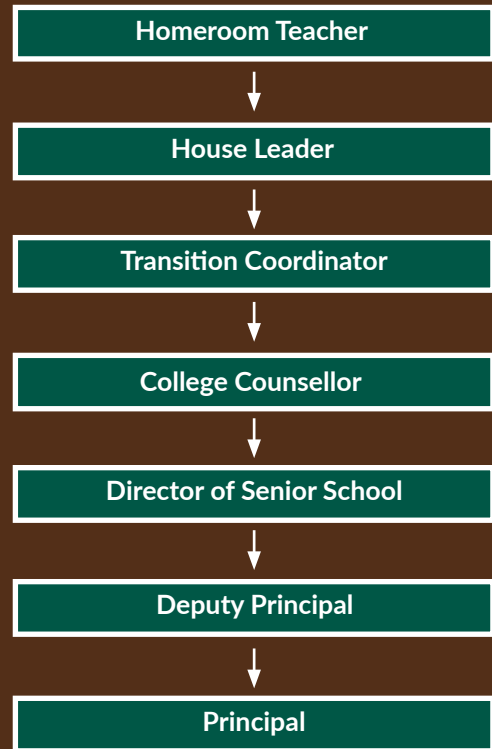 Homeroom Teacher
House Leader
Transition Coordinator
College Counsellor
Director of Senior School
Deputy Principal
Principal